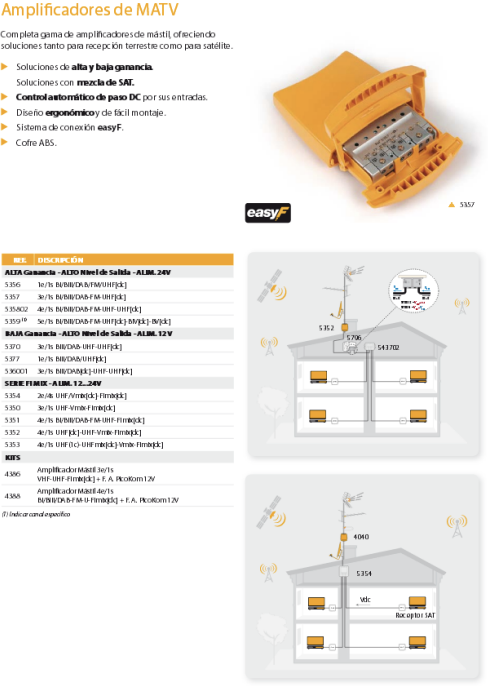 Amplificadores de MATV
Completa gama de amplificadores de mástil, ofreciendo
soluciones tanto para recepción terrestre como para satélite.
Soluciones de alta y baja ganancia.
Soluciones con mezcla de SAT.
Control automático de paso DC por sus entradas.
Diseño ergonómico y de fácil montaje.
Sistema de conexión easyF.
Cofre ABS.
easyF
5357
REF. DESCRIPCIÓN
ALTA Ganancia - ALTO Nivel de Salida - ALIM. 24V
5356 1e/1s BI/BIII/DAB/FM/UHF[dc]
5357 3e/1s BI/BIII/DAB-FM-UHF[dc]
535802 4e/1s BI/BIII/DAB-FM-UHF-UHF[dc]
5359 (1) 5e/1s BI/BIII/DAB-FM-UHF[dc]-BIV[dc]-BV[dc]
BAJA Ganancia - ALTO Nivel de Salida - ALIM. 12V
5370 3e/1s BIII/DAB-UHF-UHF[dc]
5377 1e/1s BIII/DAB/UHF[dc]
536001 3e/1s BIII/DAB[dc]-UHF-UHF[dc]
SERIE FI MIX - ALIM. 12...24V
5354 2e/4s UHF/Vmix[dc]-FImix[dc]
5350 3e/1s UHF-Vmix-FImix[dc]
5351 4e/1s BI/BIII/DAB-FM-UHF-FImix[dc]
5352 4e/1s UHF[dc]-UHF-Vmix-FImix[dc]
5353 4e/1s UHF(1c)-UHFmix[dc]-Vmix-FImix[dc]
KITS
4386 Amplificador Mástil 3e/1s
VHF-UHF-FImix[dc] + F. A. PicoKom 12V
4388 Amplificador Mástil 4e/1s
BI/BIII/DAB-FM-U-FImix[dc] + F. A. PicoKom 12V
(1) Indicar canal específico
5352
5796
543702
4040
5354
Vdc
Receptor SAT